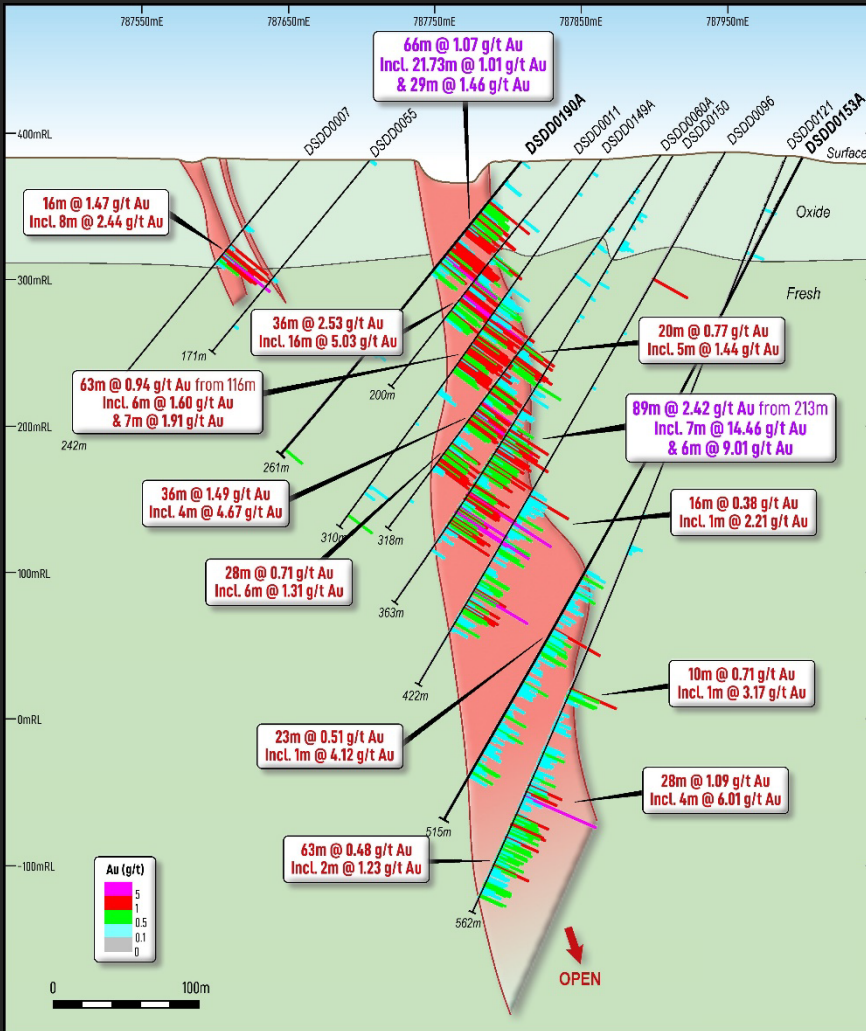 787550mE
787650mE
787750mE
787850mE
787950mE
66m @ 1.07 g/t Au
Incl. 21.73m @ 1.01 g/t Au
& 29m @ 1.46 g/t Au
DSDD0007
DSDD0055
DSDD0190A
DSDD0011
DSDD0149A
DSDD0060A
DSDD0150
DSDD0096
DSDD0121
DSDD0153A
400mRL
Surface
16m @ 1.47 g/t Au
Incl. 8m @ 2.44 g/t Au
Oxide
300mRL
Fresh
36m @ 2.53 g/t Au
Incl. 16m @ 5.03 g/t Au
20m @ 0.77 g/t Au
Incl. 5m @ 1.44 g/t Au
171m
63m @ 0.94 g/t Au from 116m
Incl. 6m @ 1.60 g/t Au
& 7m @ 1.91 g/t Au
200m
89m @ 2.42 g/t Au from 213m
Incl. 7m @ 14.46 g/t Au
& 6m @ 9.01 g/t Au
200mRL
242m
261m
36m @ 1.49 g/t Au
Incl. 4m @ 4.67 g/t Au
16m @ 0.38 g/t Au
Incl. 1m @ 2.21 g/t Au
310m
318m
28m @ 0.71 g/t Au
Incl. 6m @ 1.31 g/t Au
100mRL
363m
422m
10m @ 0.71 g/t Au
Incl. 1m @ 3.17 g/t Au
0mRL
23m @ 0.51 g/t Au
Incl. 1m @ 4.12 g/t Au
28m @ 1.09 g/t Au
Incl. 4m @ 6.01 g/t Au
515m
63m @ 0.48 g/t Au
Incl. 2m @ 1.23 g/t Au
-100mRL
Au (g/t)
5
1
0.5
0.1
0
562m
OPEN
0
100m